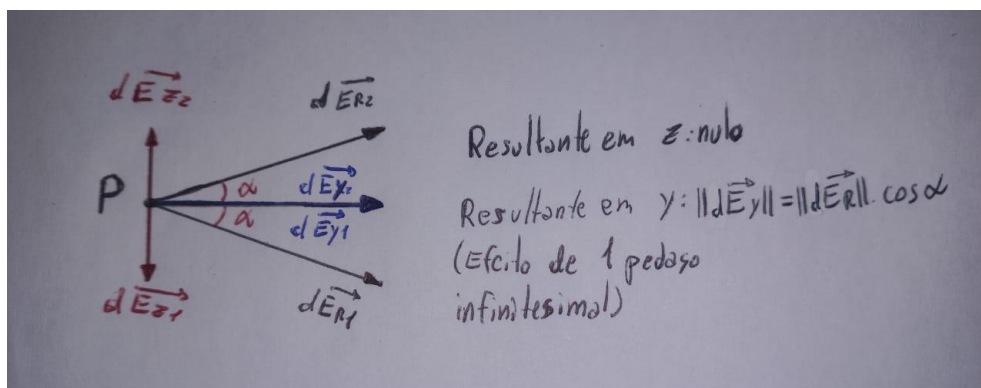 dE⃗z₂
dE⃗R2
P
α
dE⃗y₂
α
dE⃗y1
dE⃗z1
dE⃗R1
Resultante em z: nulo
Resultante em y: ||dE⃗y|| = ||dE⃗R||. cosα
(Efeito de 1 pedaço
infinitesimal)